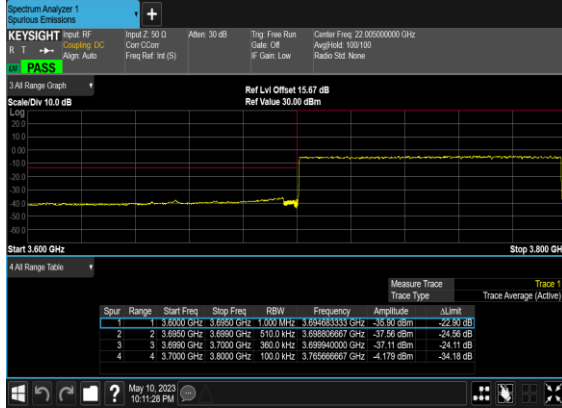 Spectrum Analyzer 1
Spurious Emissions
+
KEYSIGHT Input: RF Input Z: 50 Ω Atten: 30 dB Trig: Free Run Center Freq: 22.005000000 GHz
R T Coupling: DC Corr CCorr Gate: Off Avg|Hold: 100/100
Align: Auto Freq Ref: Int (S) IF Gain: Low Radio Std: None
PASS
3 All Range Graph
Ref Lvl Offset 15.67 dB
Scale/Div 10.0 dB Ref Value 30.00 dBm
Log
20.0
10.0
0.00
-10.0
-20.0
-30.0
-40.0
-50.0
-60.0
Start 3.600 GHz Stop 3.800 GH
4 All Range Table
Measure Trace Trace 1
Trace Type Trace Average (Active)
Spur Range Start Freq Stop Freq RBW Frequency Amplitude ΔLimit
1 1 3.6000 GHz 3.6950 GHz 1.000 MHz 3.694683333 GHz -35.90 dBm -22.90 dB
2 2 3.6950 GHz 3.6990 GHz 510.0 kHz 3.698806667 GHz -37.56 dBm -24.56 dB
3 3 3.6990 GHz 3.7000 GHz 360.0 kHz 3.699940000 GHz -37.11 dBm -24.11 dB
4 4 3.7000 GHz 3.8000 GHz 100.0 kHz 3.765666667 GHz -4.179 dBm -34.18 dB
? May 10, 2023
10:11:28 PM